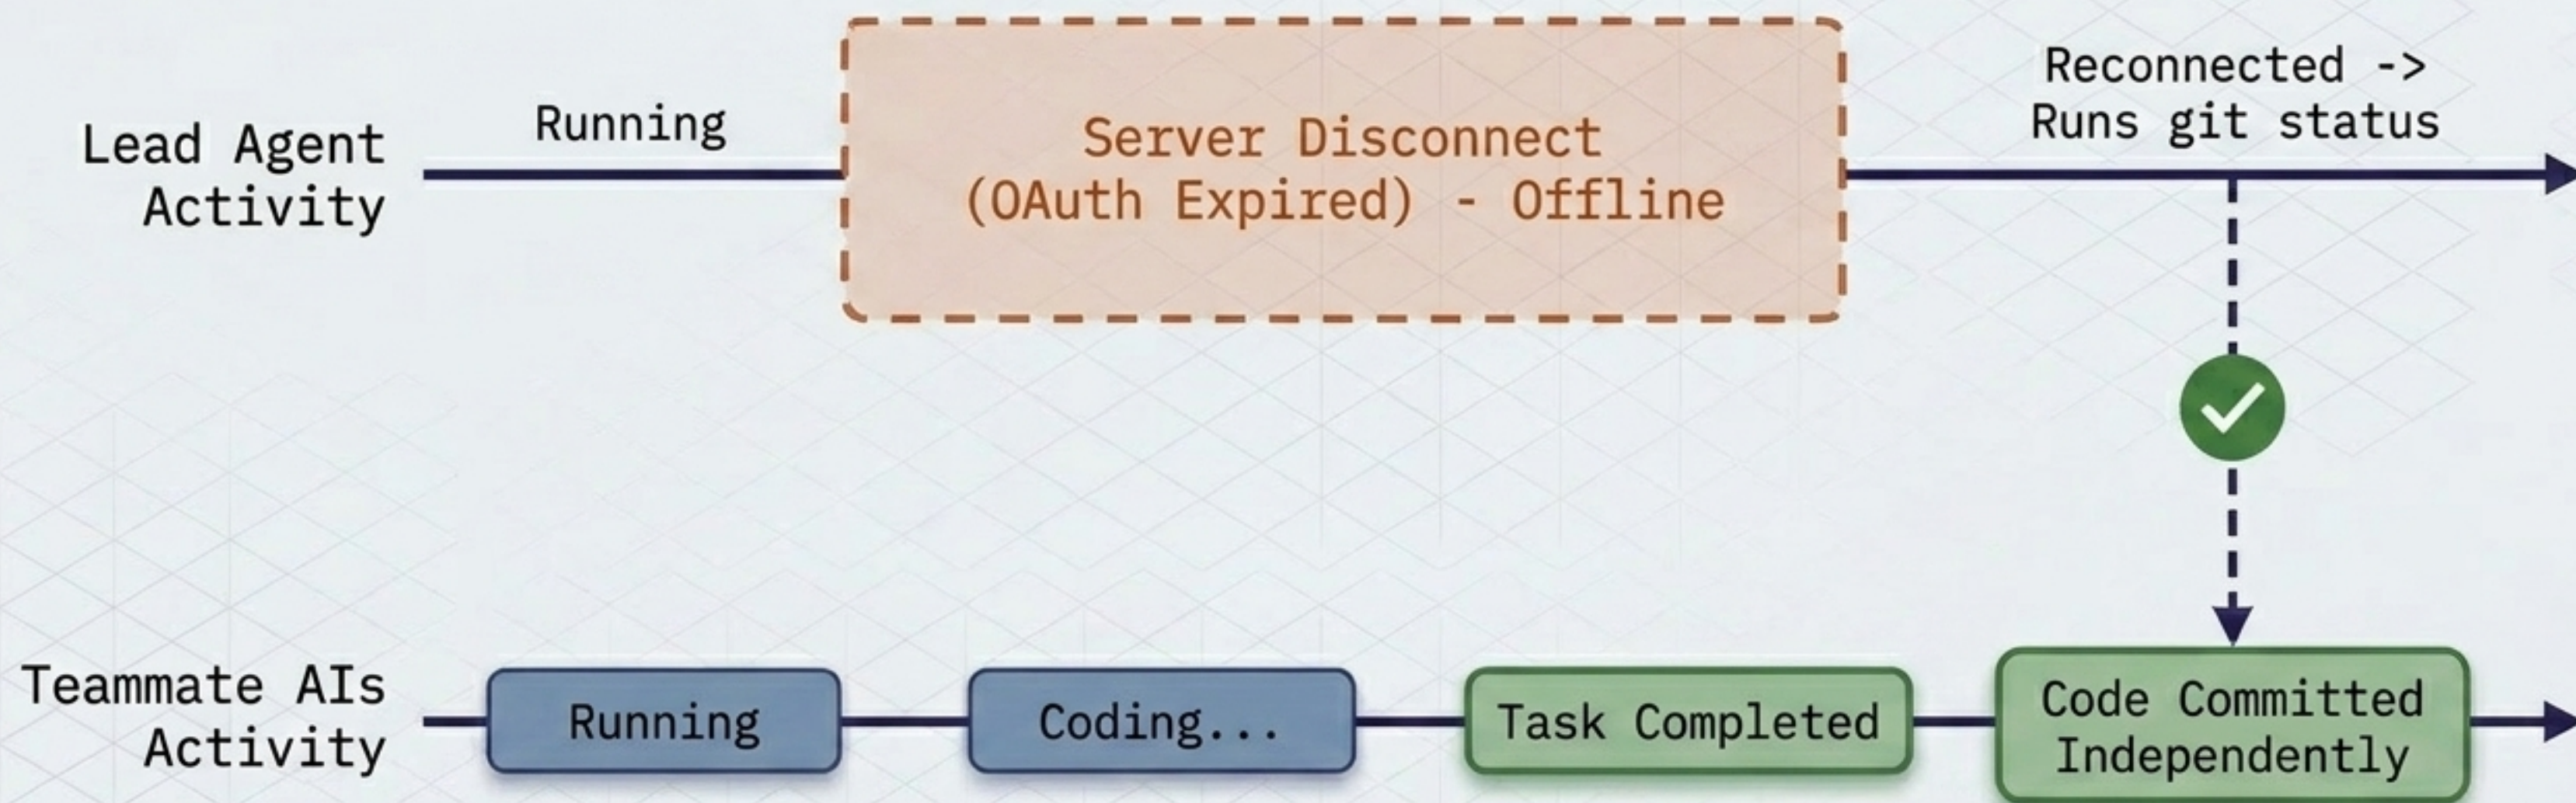 Lead Agent
Activity
Running
Server Disconnect
(OAuth Expired) - Offline
Reconnected ->
Runs git status
Teammate AIs
Activity
Running
Coding...
Task Completed
Code Committed
Independently